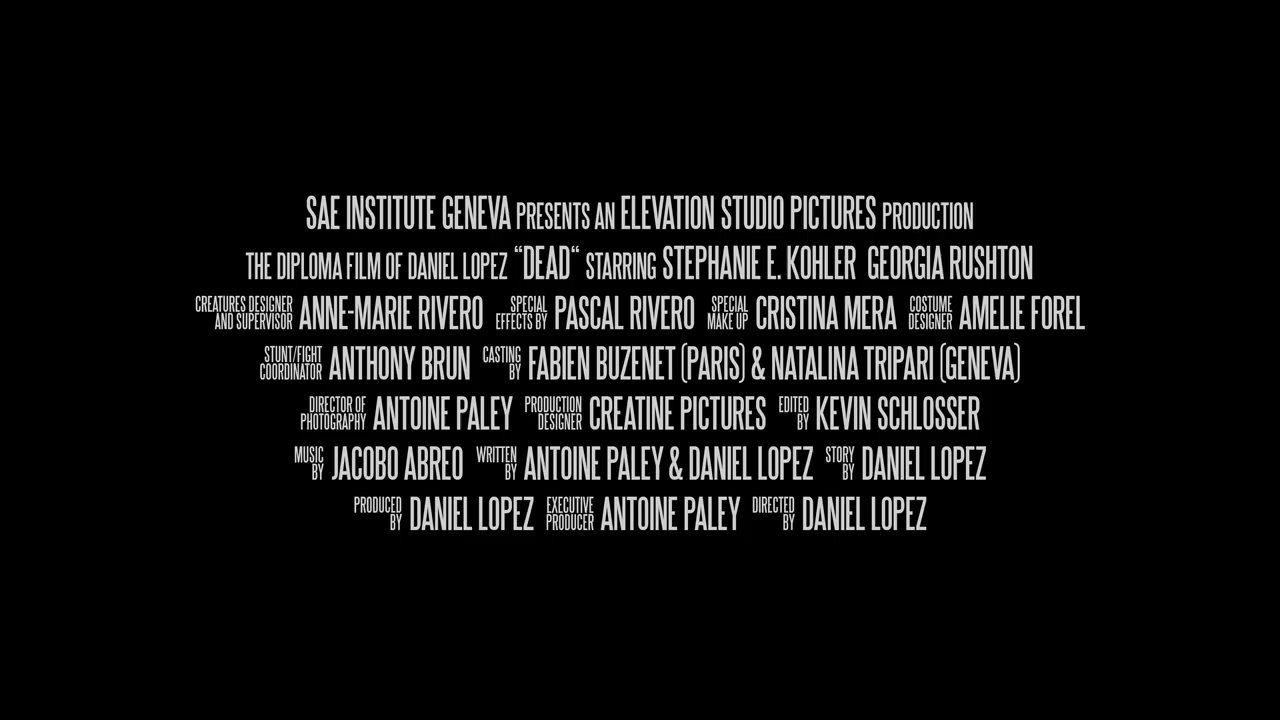 SAE INSTITUTE GENEVA PRESENTS AN ELEVATION STUDIO PICTURES PRODUCTION
THE DIPLOMA FILM OF DANIEL LOPEZ “DEAD“ STARRING STEPHANIE E. KOHLER GEORGIA RUSHTON
CREATURES DESIGNER AND SUPERVISOR ANNE-MARIE RIVERO SPECIAL EFFECTS BY PASCAL RIVERO SPECIAL MAKE UP CRISTINA MERA COSTUME DESIGNER AMELIE FOREL
STUNT/FIGHT COORDINATOR ANTHONY BRUN CASTING BY FABIEN BUZENET (PARIS) & NATALINA TRIPARI (GENEVA)
DIRECTOR OF PHOTOGRAPHY ANTOINE PALEY PRODUCTION DESIGNER CREATINE PICTURES EDITED BY KEVIN SCHLOSSER
MUSIC BY JACOBO ABREO WRITTEN BY ANTOINE PALEY & DANIEL LOPEZ STORY BY DANIEL LOPEZ
PRODUCED BY DANIEL LOPEZ EXECUTIVE PRODUCER ANTOINE PALEY DIRECTED BY DANIEL LOPEZ